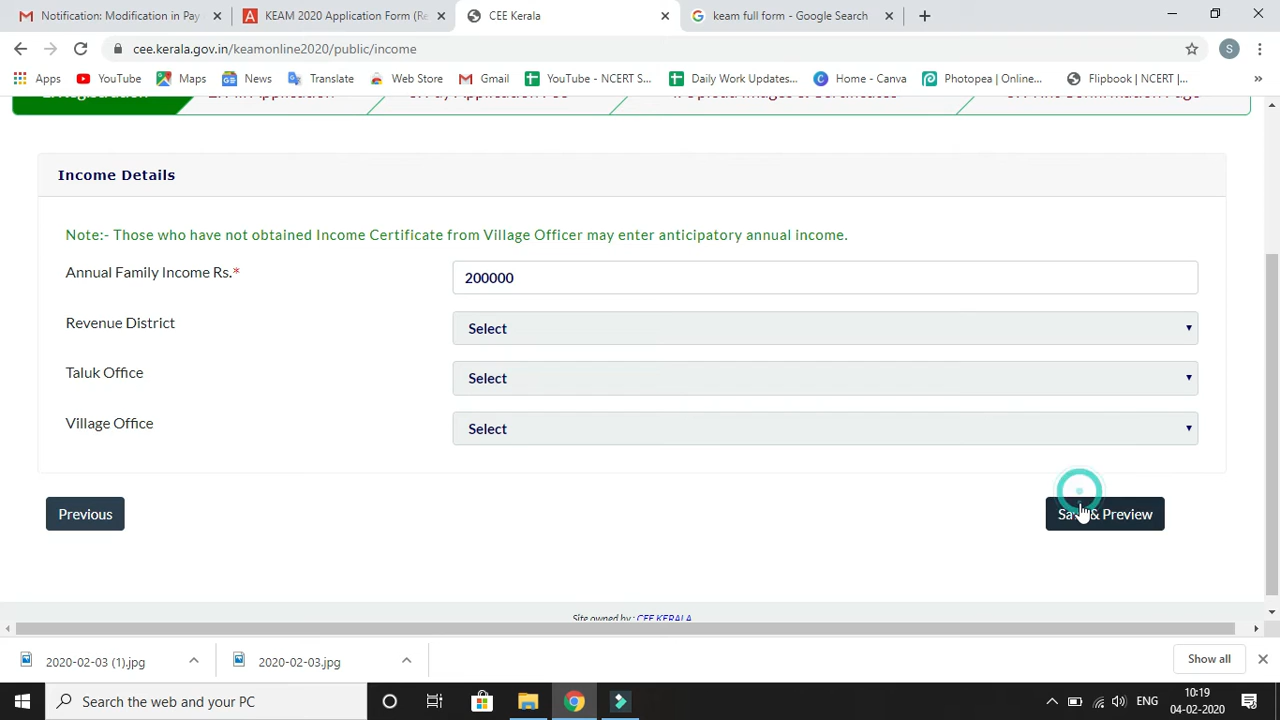 Notification: Modification in Pay
KEAM 2020 Application Form (Re
CEE Kerala
keam full form - Google Search
cee.kerala.gov.in/keamonline2020/public/income
S
Apps
YouTube
Maps
News
Translate
Web Store
Gmail
YouTube - NCERT S...
Daily Work Updates...
Home - Canva
Photopea | Online...
Flipbook | NCERT |...
»
Income Details
Note:- Those who have not obtained Income Certificate from Village Officer may enter anticipatory annual income.
Annual Family Income Rs.*
200000
Revenue District
Select
Taluk Office
Select
Village Office
Select
Previous
Save & Preview
Site owned by : CEE KERALA
2020-02-03 (1).jpg
2020-02-03.jpg
Show all
Search the web and your PC
ENG
10:19
04-02-2020